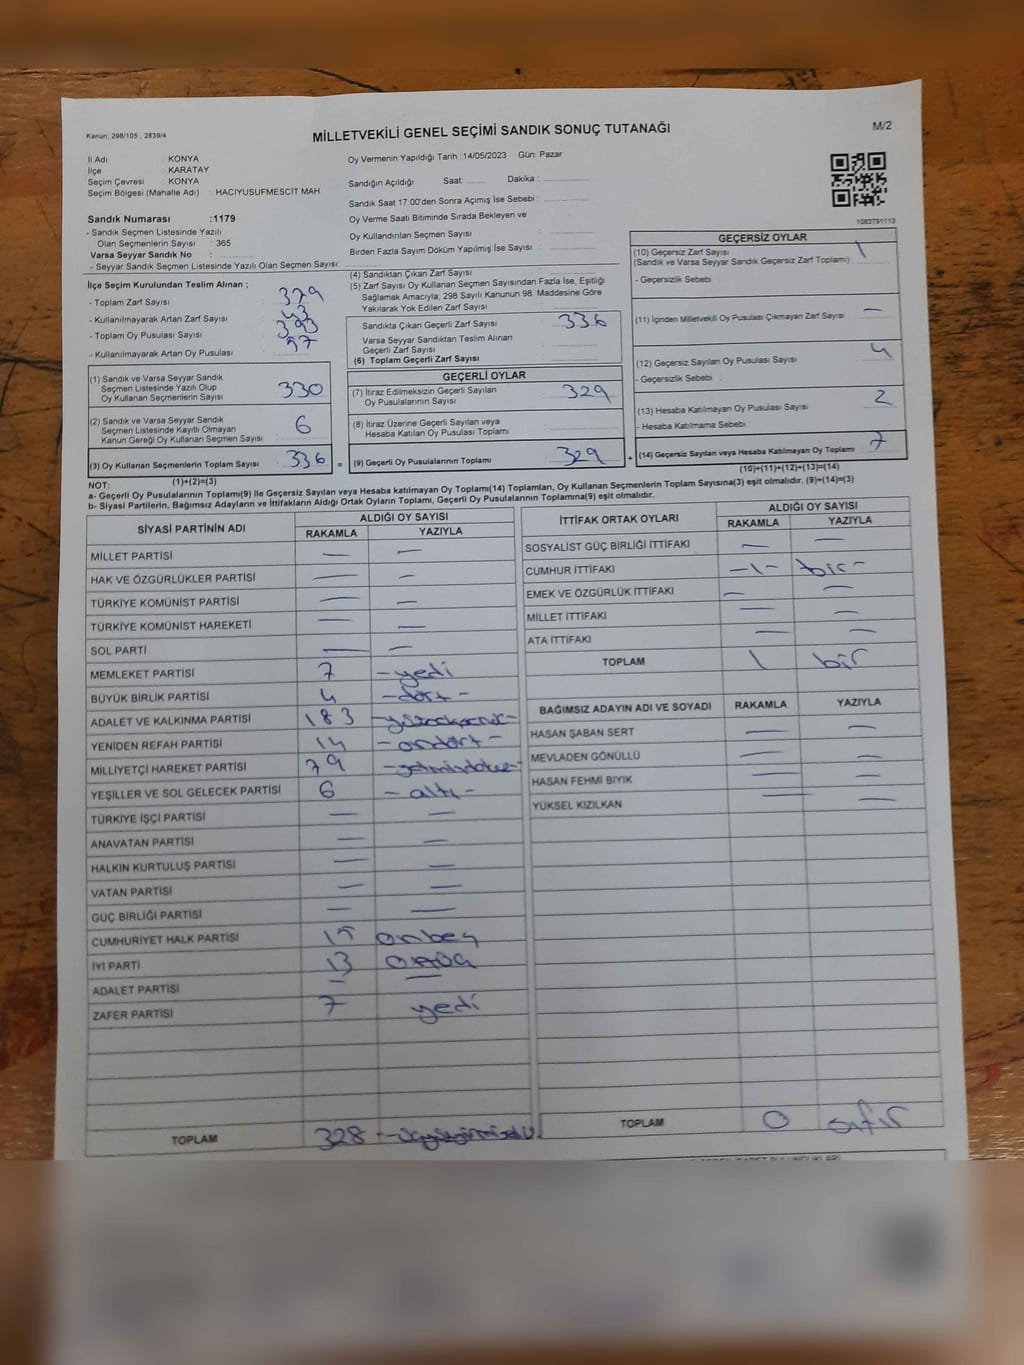 Kanun: 298/105 , 2839/4
MİLLETVEKİLİ GENEL SEÇİMİ SANDIK SONUÇ TUTANAĞI
M/2
İl Adı : KONYA
İlçe : KARATAY
Seçim Çevresi : KONYA
Seçim Bölgesi (Mahalle Adı) : HACIYUSUFMESCİT MAH
Sandık Numarası :1179
- Sandık Seçmen Listesinde Yazılı
Olan Seçmenlerin Sayısı : 365
Varsa Seyyar Sandık No :
- Seyyar Sandık Seçmen Listesinde Yazılı Olan Seçmen Sayısı:
Oy Vermenin Yapıldığı Tarih :14/05/2023 Gün: Pazar
Sandığın Açıldığı Saat: Dakika :
Sandık Saat 17.00'den Sonra Açımış İse Sebebi :
Oy Verme Saati Bitiminde Sırada Bekleyen ve
Oy Kullandırılan Seçmen Sayısı :
Birden Fazla Sayım Döküm Yapılmış İse Sayısı :
1083791113
İlçe Seçim Kurulundan Teslim Alınan ;
- Toplam Zarf Sayısı : 379
- Kullanılmayarak Artan Zarf Sayısı : 43
- Toplam Oy Pusulası Sayısı : 393
- Kullanılmayarak Artan Oy Pusulası : 57
(1) Sandık ve Varsa Seyyar Sandık
Seçmen Listesinde Yazılı Olup
Oy Kullanan Seçmenlerin Sayısı : 330
(2) Sandık ve Varsa Seyyar Sandık
Seçmen Listesinde Kayıtlı Olmayan
Kanun Gereği Oy Kullanan Seçmen Sayısı : 6
(3) Oy Kullanan Seçmenlerin Toplam Sayısı : 336 =
(1)+(2)=(3)
(4) Sandıktan Çıkan Zarf Sayısı :
(5) Zarf Sayısı Oy Kullanan Seçmen Sayısından Fazla İse, Eşitliği
Sağlamak Amacıyla; 298 Sayılı Kanunun 98. Maddesine Göre
Yakılarak Yok Edilen Zarf Sayısı :
Sandıkta Çıkan Geçerli Zarf Sayısı : 336
Varsa Seyyar Sandıktan Teslim Alınan
Geçerli Zarf Sayısı :
(6) Toplam Geçerli Zarf Sayısı :
GEÇERLİ OYLAR
(7) İtiraz Edilmeksizin Geçerli Sayılan
Oy Pusulalarının Sayısı : 329
(8) İtiraz Üzerine Geçerli Sayılan veya
Hesaba Katılan Oy Pusulası Toplamı :
(9) Geçerli Oy Pusulalarının Toplamı : 329 +
GEÇERSİZ OYLAR
(10) Geçersiz Zarf Sayısı
(Sandık ve Varsa Seyyar Sandık Geçersiz Zarf Toplamı) : 1
- Geçersizlik Sebebi :
(11) İçinden Milletvekili Oy Pusulası Çıkmayan Zarf Sayısı : —
(12) Geçersiz Sayılan Oy Pusulası Sayısı : 4
- Geçersizlik Sebebi :
(13) Hesaba Katılmayan Oy Pusulası Sayısı : 2
- Hesaba Katılmama Sebebi :
(14) Geçersiz Sayılan veya Hesaba Katılmayan Oy Toplamı : 7
(10)+(11)+(12)+(13)=(14)
NOT:
a- Geçerli Oy Pusulalarının Toplamı(9) ile Geçersiz Sayılan veya Hesaba katılmayan Oy Toplamı(14) Toplamları, Oy Kullanan Seçmenlerin Toplam Sayısına(3) eşit olmalıdır. (9)+(14)=(3)
b- Siyasi Partilerin, Bağımsız Adayların ve İttifakların Aldığı Ortak Oyların Toplamı, Geçerli Oy Pusulalarının Toplamına(9) eşit olmalıdır.
SİYASİ PARTİNİN ADI ALDIĞI OY SAYISI
RAKAMLA YAZIYLA
MİLLET PARTİSİ — —
HAK VE ÖZGÜRLÜKLER PARTİSİ — —
TÜRKİYE KOMÜNİST PARTİSİ — —
TÜRKİYE KOMÜNİST HAREKETİ — —
SOL PARTİ — —
MEMLEKET PARTİSİ 7 -yedi
BÜYÜK BİRLİK PARTİSİ 4 -dört-
ADALET VE KALKINMA PARTİSİ 183
YENİDEN REFAH PARTİSİ 14 -ondört-
MİLLİYETÇİ HAREKET PARTİSİ 79
YEŞİLLER VE SOL GELECEK PARTİSİ 6 -altı-
TÜRKİYE İŞÇİ PARTİSİ — —
ANAVATAN PARTİSİ — —
HALKIN KURTULUŞ PARTİSİ — —
VATAN PARTİSİ — —
GÜÇ BİRLİĞİ PARTİSİ — —
CUMHURİYET HALK PARTİSİ 15 onbeş
İYİ PARTİ 13
ADALET PARTİSİ — —
ZAFER PARTİSİ 7 yedi
TOPLAM 328
İTTİFAK ORTAK OYLARI ALDIĞI OY SAYISI
RAKAMLA YAZIYLA
SOSYALİST GÜÇ BİRLİĞİ İTTİFAKI — —
CUMHUR İTTİFAKI -1- -bir-
EMEK VE ÖZGÜRLÜK İTTİFAKI — —
MİLLET İTTİFAKI — —
ATA İTTİFAKI — —
TOPLAM 1 bir
BAĞIMSIZ ADAYIN ADI VE SOYADI RAKAMLA YAZIYLA
HASAN ŞABAN SERT — —
MEVLADEN GÖNÜLLÜ — —
HASAN FEHMİ BIYIK — —
YÜKSEL KIZILKAN — —
TOPLAM 0 sıfır